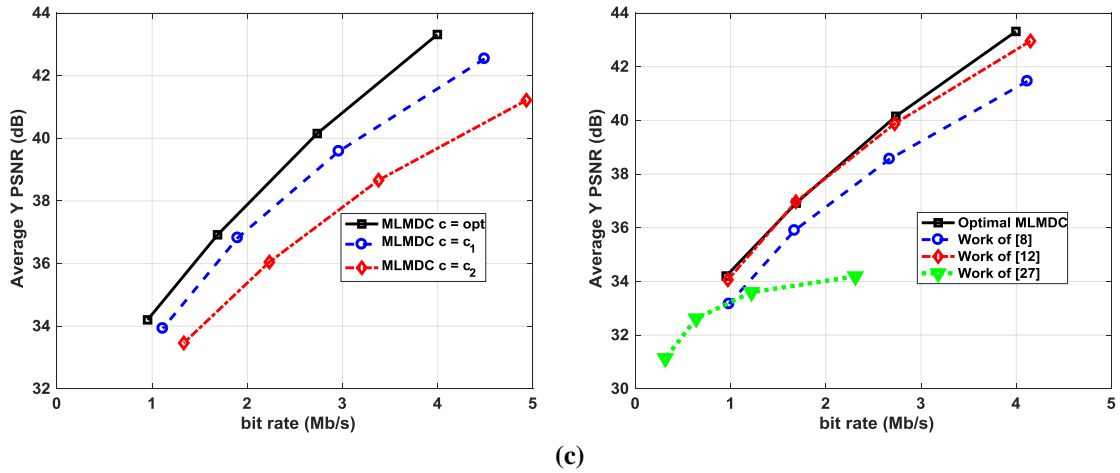 44
42
40
38
36
34
32
Average Y PSNR (dB)
0 1 2 3 4 5
bit rate (Mb/s)
MLMDC c = opt
MLMDC c = c₁
MLMDC c = c₂
44
42
40
38
36
34
32
30
Average Y PSNR (dB)
0 1 2 3 4 5
bit rate (Mb/s)
Optimal MLMDC
Work of [8]
Work of [12]
Work of [27]
(c)